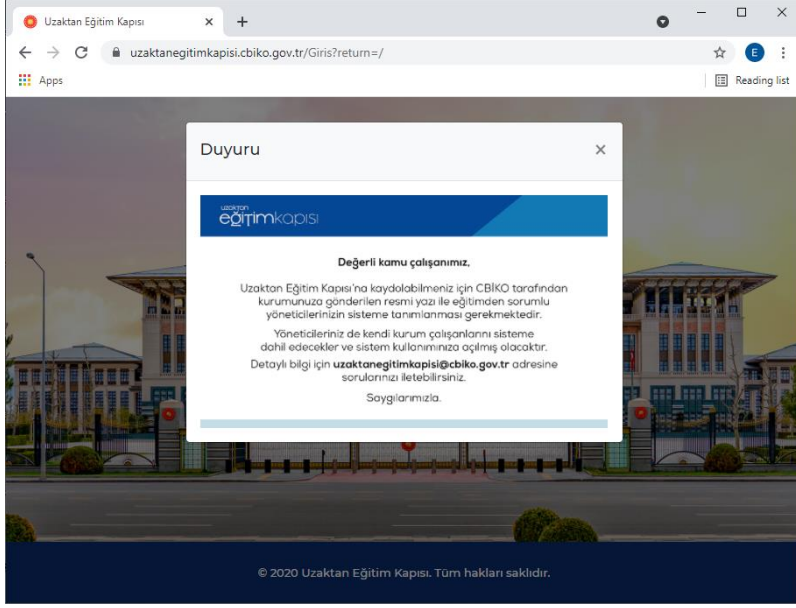 Uzaktan Eğitim Kapısı
uzaktanegitimkapisi.cbiko.gov.tr/Giris?return=/
E
Apps
Reading list
Duyuru
uzaktan
eğitimkapısı
Değerli kamu çalışanımız,
Uzaktan Eğitim Kapısı'na kaydolabilmeniz için CBİKO tarafından
kurumunuza gönderilen resmi yazı ile eğitimden sorumlu
yöneticilerinizin sisteme tanımlanması gerekmektedir.
Yöneticileriniz de kendi kurum çalışanlarını sisteme
dahil edecekler ve sistem kullanımınıza açılmış olacaktır.
Detaylı bilgi için uzaktanegitimkapisi@cbiko.gov.tr adresine
sorularınızı iletebilirsiniz.
Saygılarımızla.
© 2020 Uzaktan Eğitim Kapısı. Tüm hakları saklıdır.